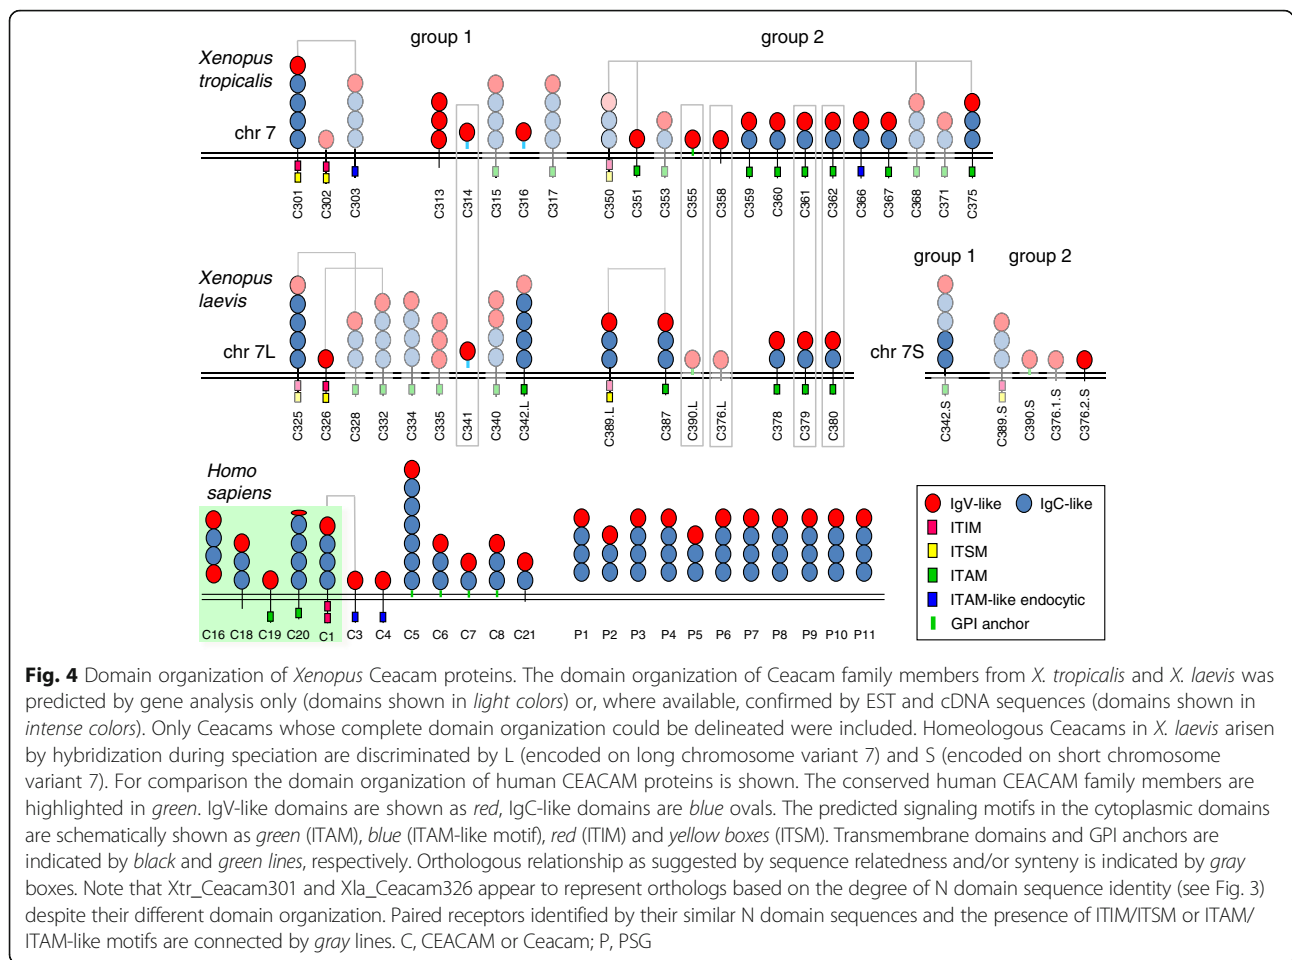 group 1
group 2
Xenopus
tropicalis
chr 7
C301
C302
C303
C313
C314
C315
C316
C317
C350
C351
C353
C355
C358
C359
C360
C361
C362
C366
C367
C368
C371
C375
Xenopus
laevis
group 1
group 2
chr 7L
chr 7S
C325
C326
C328
C332
C334
C335
C341
C340
C342.L
C389.L
C387
C390.L
C376.L
C378
C379
C380
C342.S
C389.S
C390.S
C376.1.S
C376.2.S
Homo
sapiens
C16 C18 C19 C20 C1 C3 C4 C5 C6 C7 C8 C21 P1 P2 P3 P4 P5 P6 P7 P8 P9 P10 P11
IgV-like IgC-like
ITIM
ITSM
ITAM
ITAM-like endocytic
GPI anchor
Fig. 4 Domain organization of Xenopus Ceacam proteins. The domain organization of Ceacam family members from X. tropicalis and X. laevis was
predicted by gene analysis only (domains shown in light colors) or, where available, confirmed by EST and cDNA sequences (domains shown in
intense colors). Only Ceacams whose complete domain organization could be delineated were included. Homeologous Ceacams in X. laevis arisen
by hybridization during speciation are discriminated by L (encoded on long chromosome variant 7) and S (encoded on short chromosome
variant 7). For comparison the domain organization of human CEACAM proteins is shown. The conserved human CEACAM family members are
highlighted in green. IgV-like domains are shown as red, IgC-like domains are blue ovals. The predicted signaling motifs in the cytoplasmic domains
are schematically shown as green (ITAM), blue (ITAM-like motif), red (ITIM) and yellow boxes (ITSM). Transmembrane domains and GPI anchors are
indicated by black and green lines, respectively. Orthologous relationship as suggested by sequence relatedness and/or synteny is indicated by gray
boxes. Note that Xtr_Ceacam301 and Xla_Ceacam326 appear to represent orthologs based on the degree of N domain sequence identity (see Fig. 3)
despite their different domain organization. Paired receptors identified by their similar N domain sequences and the presence of ITIM/ITSM or ITAM/
ITAM-like motifs are connected by gray lines. C, CEACAM or Ceacam; P, PSG